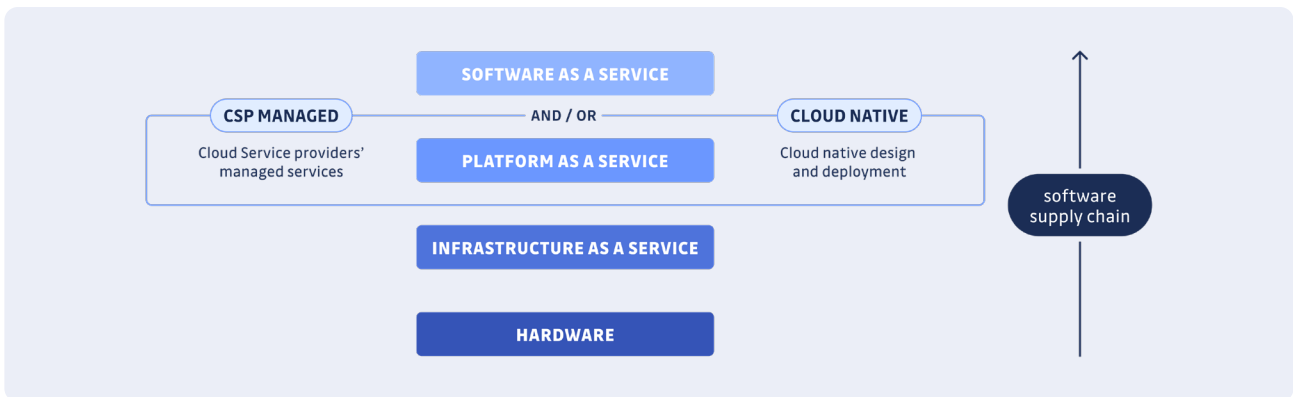 SOFTWARE AS A SERVICE
CSP MANAGED
AND / OR
CLOUD NATIVE
Cloud Service providers’
managed services
PLATFORM AS A SERVICE
Cloud native design
and deployment
software
supply chain
INFRASTRUCTURE AS A SERVICE
HARDWARE